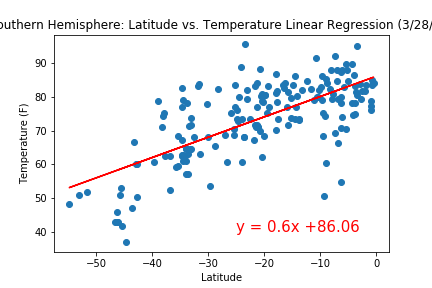 outhern Hemisphere: Latitude vs. Temperature Linear Regression (3/28/
90
80
70
60
50
40
Temperature (F)
y = 0.6x +86.06
−50 −40 −30 −20 −10 0
Latitude